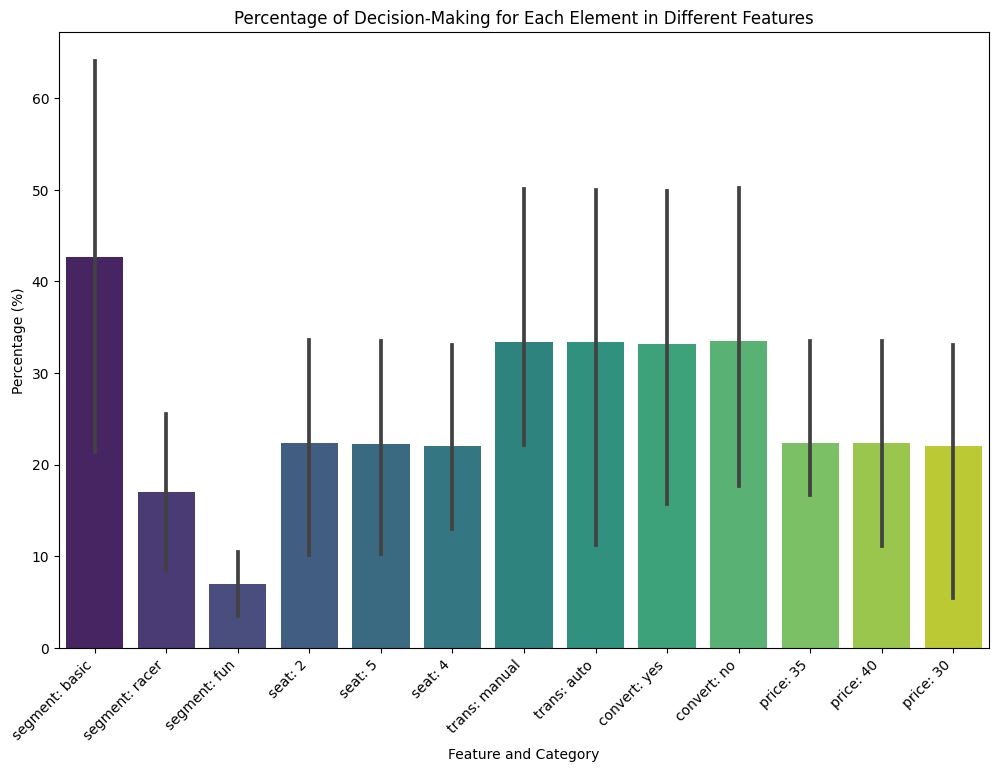 Percentage of Decision-Making for Each Element in Different Features
Percentage (%)
60
50
40
30
20
10
0
segment: basic
segment: racer
segment: fun
seat: 2
seat: 5
seat: 4
trans: manual
trans: auto
convert: yes
convert: no
price: 35
price: 40
price: 30
Feature and Category